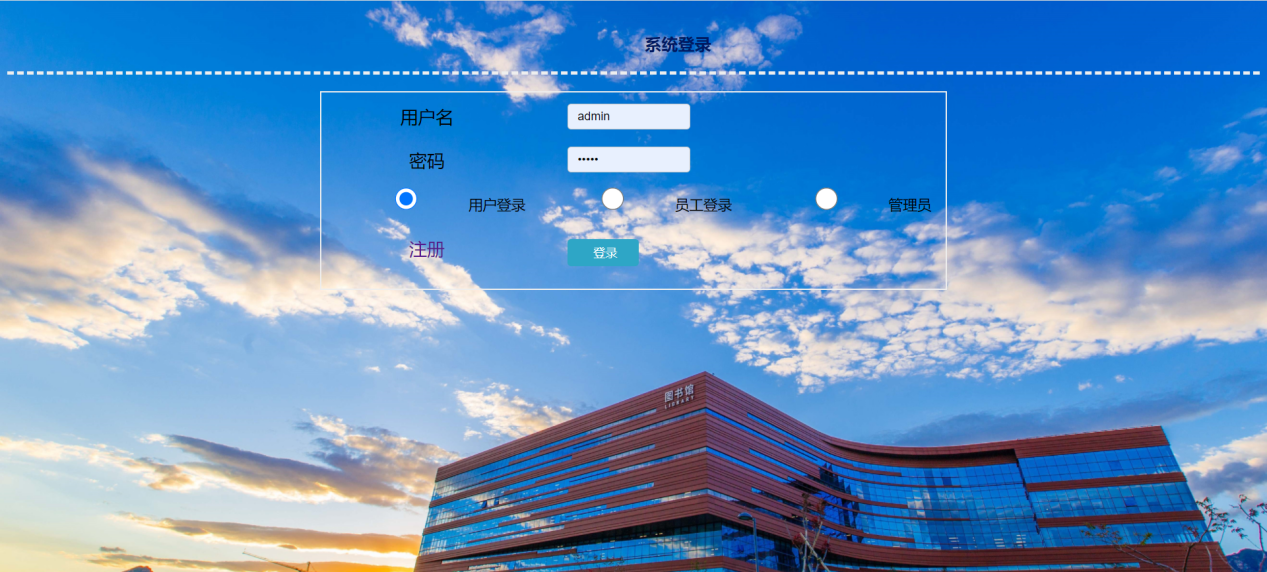 系统登录
用户名 admin
密码 •••••
用户登录 员工登录 管理员
注册 登录
图书馆
LIBRARY